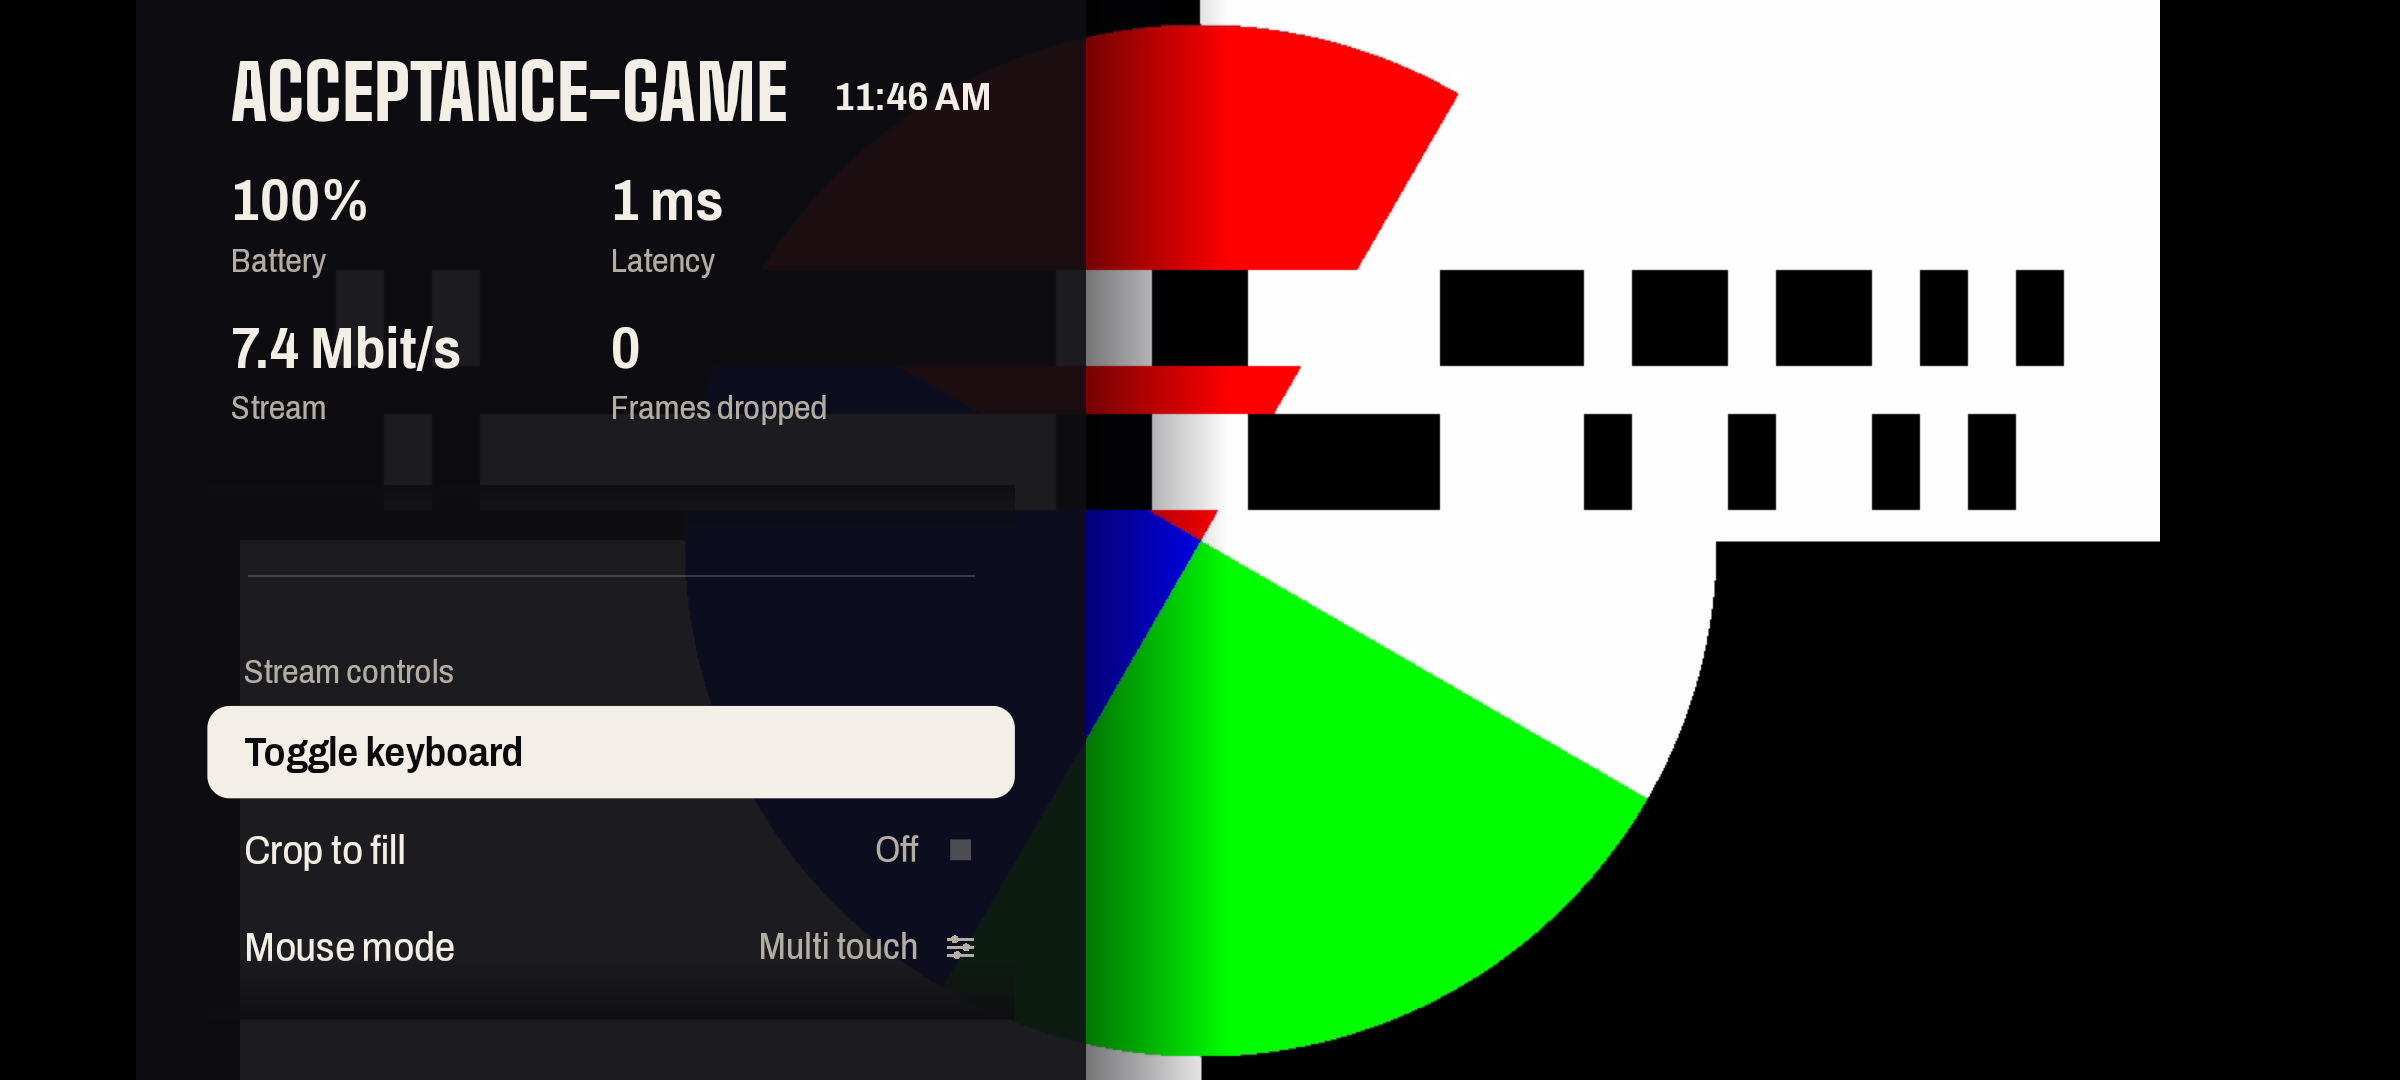 ACCEPTANCE-GAME 11:46 AM
100% 1 ms
Battery Latency
7.4 Mbit/s 0
Stream Frames dropped
Stream controls
Toggle keyboard
Crop to fill Off
Mouse mode Multi touch